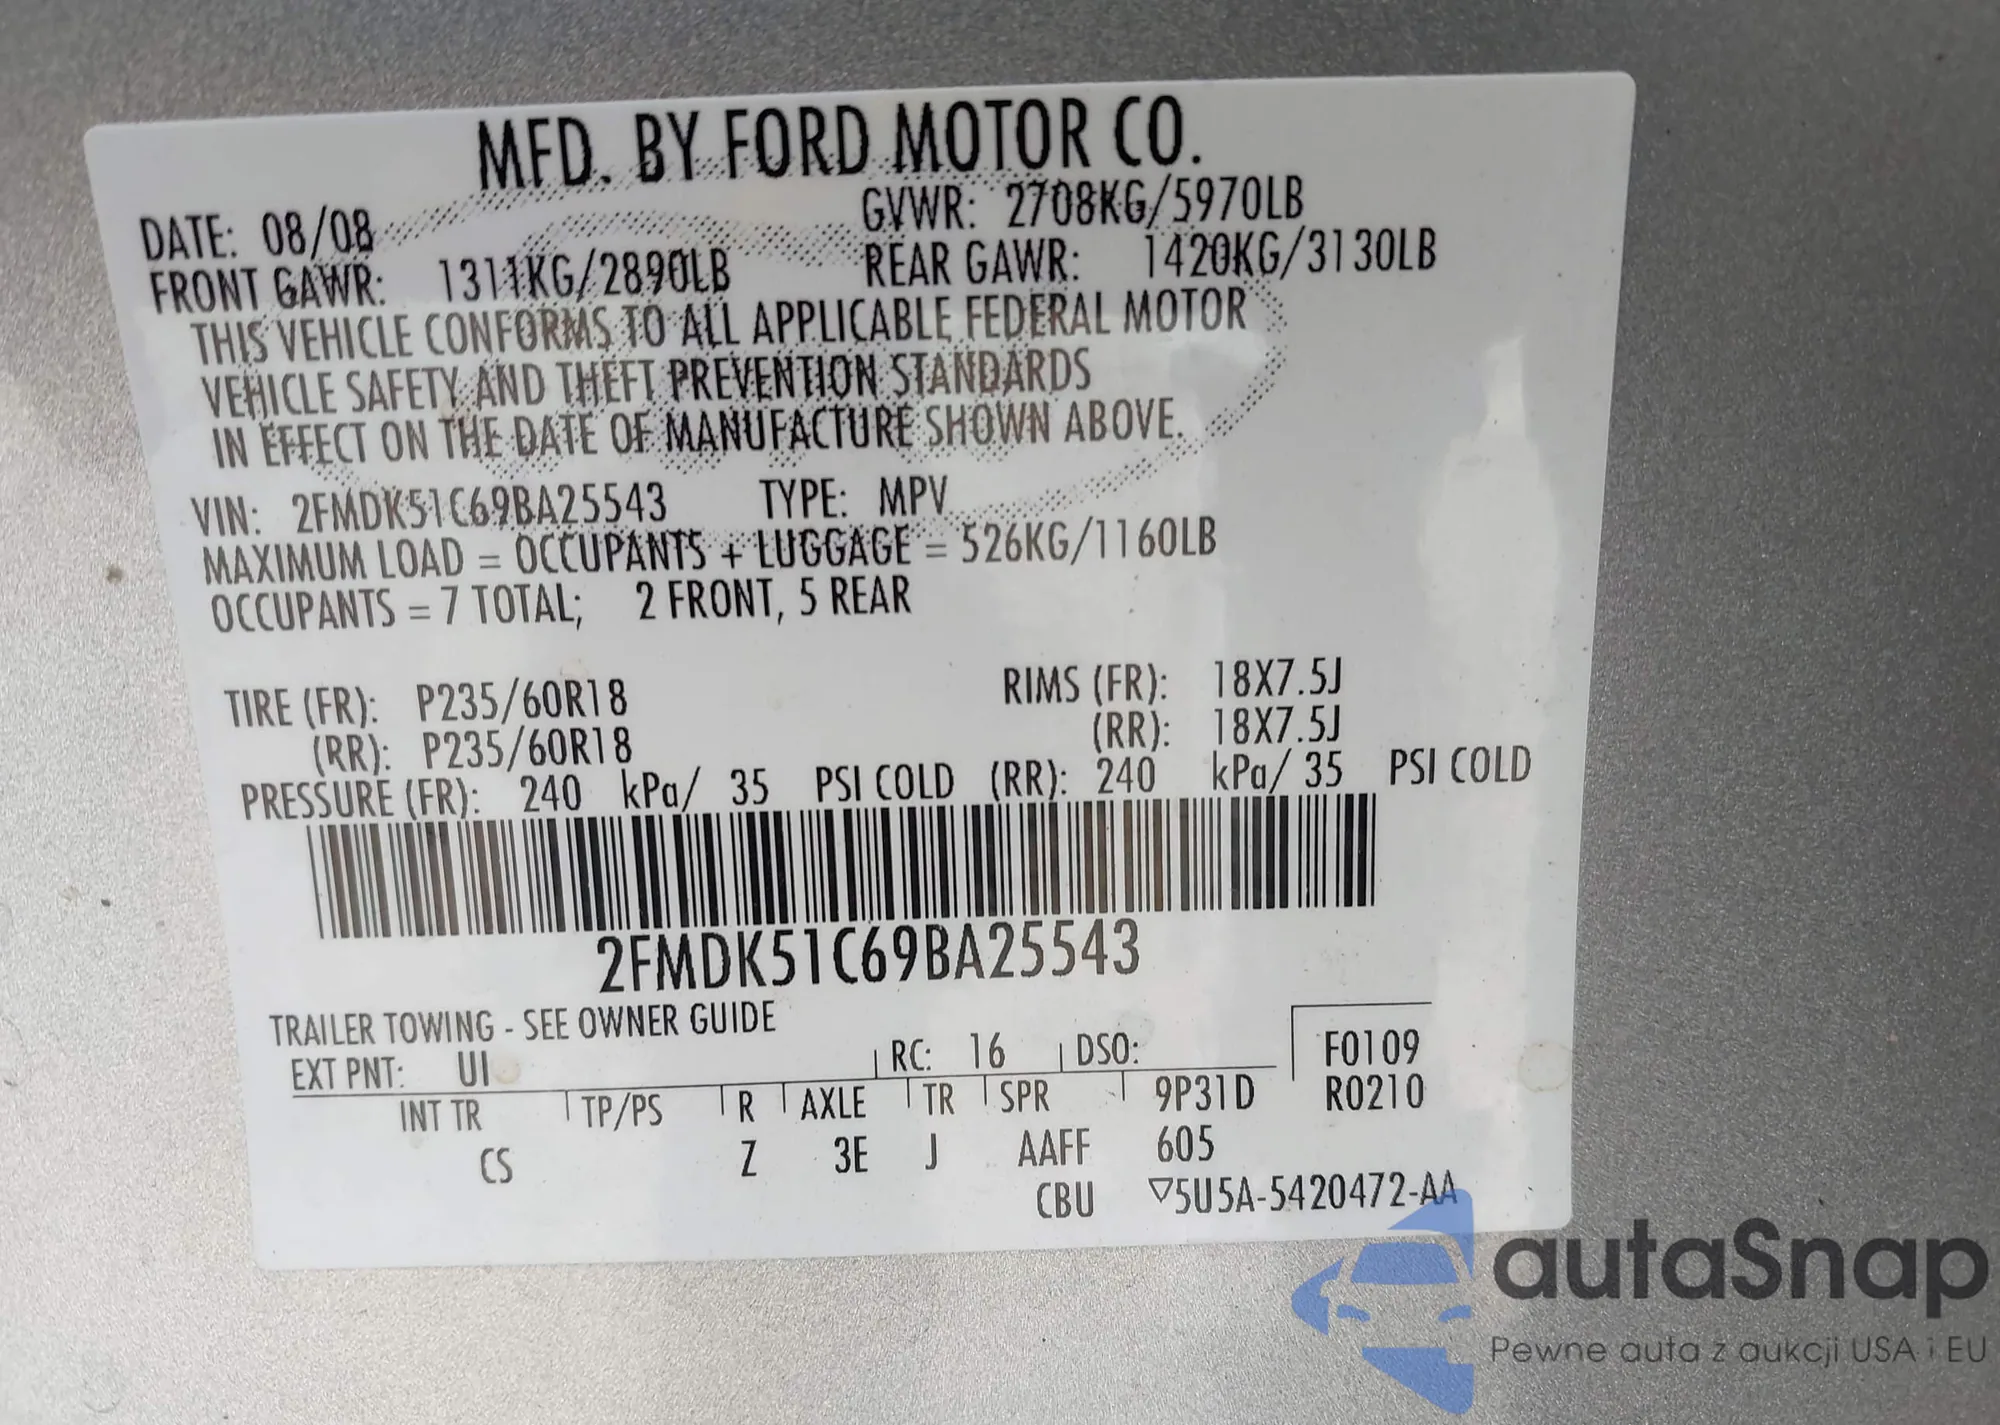 MFD. BY FORD MOTOR CO.
DATE: 08/08 GVWR: 2708KG/5970LB
FRONT GAWR: 1311KG/2890LB REAR GAWR: 1420KG/3130LB
THIS VEHICLE CONFORMS TO ALL APPLICABLE FEDERAL MOTOR
VEHICLE SAFETY AND THEFT PREVENTION STANDARDS
IN EFFECT ON THE DATE OF MANUFACTURE SHOWN ABOVE.
VIN: 2FMDK51C69BA25543 TYPE: MPV
MAXIMUM LOAD = OCCUPANTS + LUGGAGE = 526KG/1160LB
OCCUPANTS = 7 TOTAL; 2 FRONT, 5 REAR
TIRE (FR): P235/60R18 RIMS (FR): 18X7.5J
(RR): P235/60R18 (RR): 18X7.5J
PRESSURE (FR): 240 kPa/ 35 PSI COLD (RR): 240 kPa/ 35 PSI COLD
2FMDK51C69BA25543
TRAILER TOWING - SEE OWNER GUIDE
EXT PNT: UI RC: 16 DSO: F0109
INT TR TP/PS R AXLE TR SPR 9P31D R0210
CS Z 3E J AAFF 605
CBU ▽5U5A-5420472-AA
autaSnap
Pewne auta z aukcji USA i EU